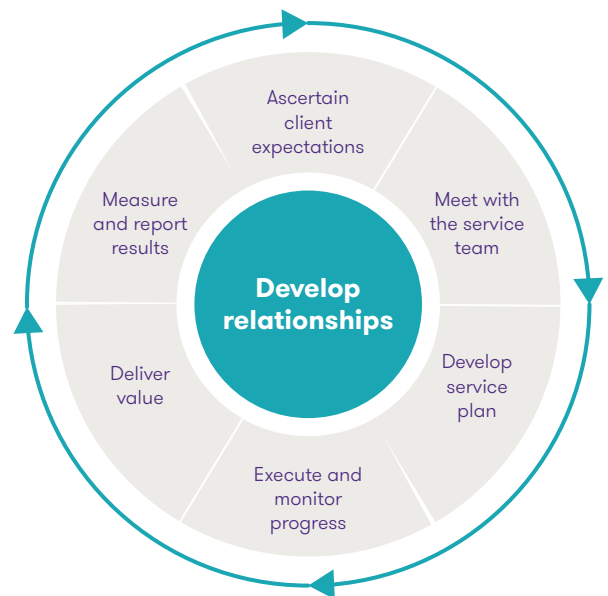 Ascertain
client
expectations
Meet with
the service
team
Develop
service
plan
Execute and
monitor
progress
Deliver
value
Measure
and report
results
Develop
relationships